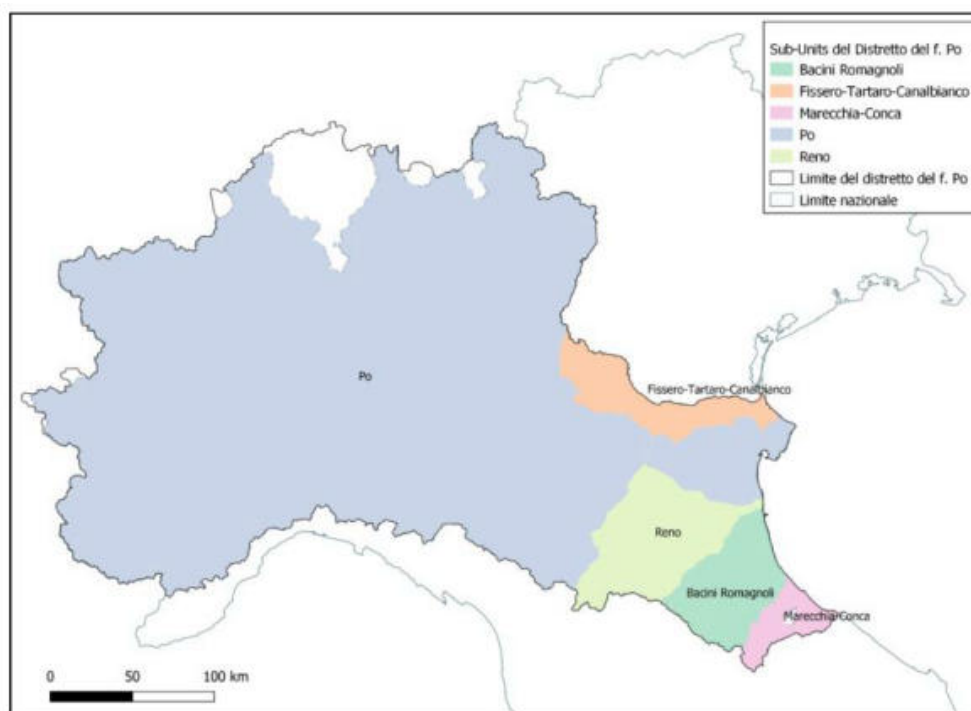 Sub-Units del Distretto del f. Po
Bacini Romagnoli
Fissero-Tartaro-Canalbianco
Marecchia-Conca
Po
Reno
Limite del distretto del f. Po
Limite nazionale
Po
Fissero-Tartaro-Canalbianco
Reno
Bacini Romagnoli
Marecchia-Conca
0 50 100 km